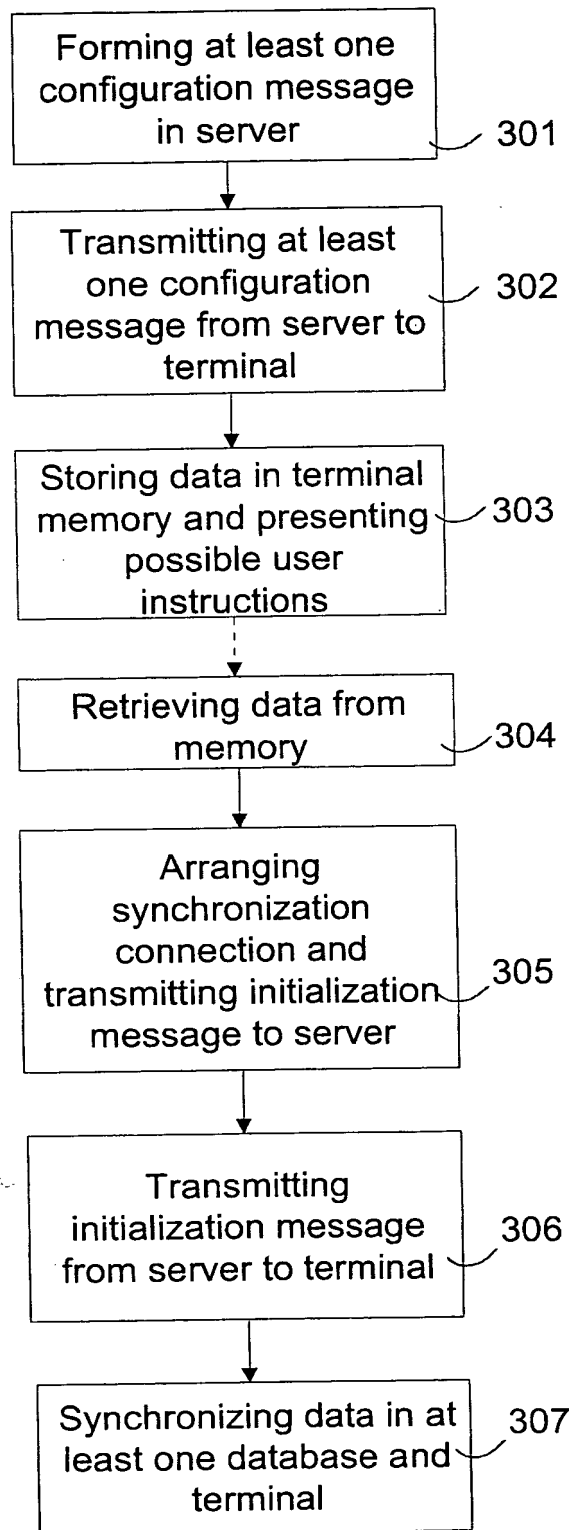 Forming at least one
configuration message
in server
301
Transmitting at least
one configuration
message from server to
terminal
302
Storing data in terminal
memory and presenting
possible user
instructions
303
Retrieving data from
memory
304
Arranging
synchronization
connection and
transmitting initialization
message to server
305
Transmitting
initialization message
from server to terminal
306
Synchronizing data in at
least one database and
terminal
307